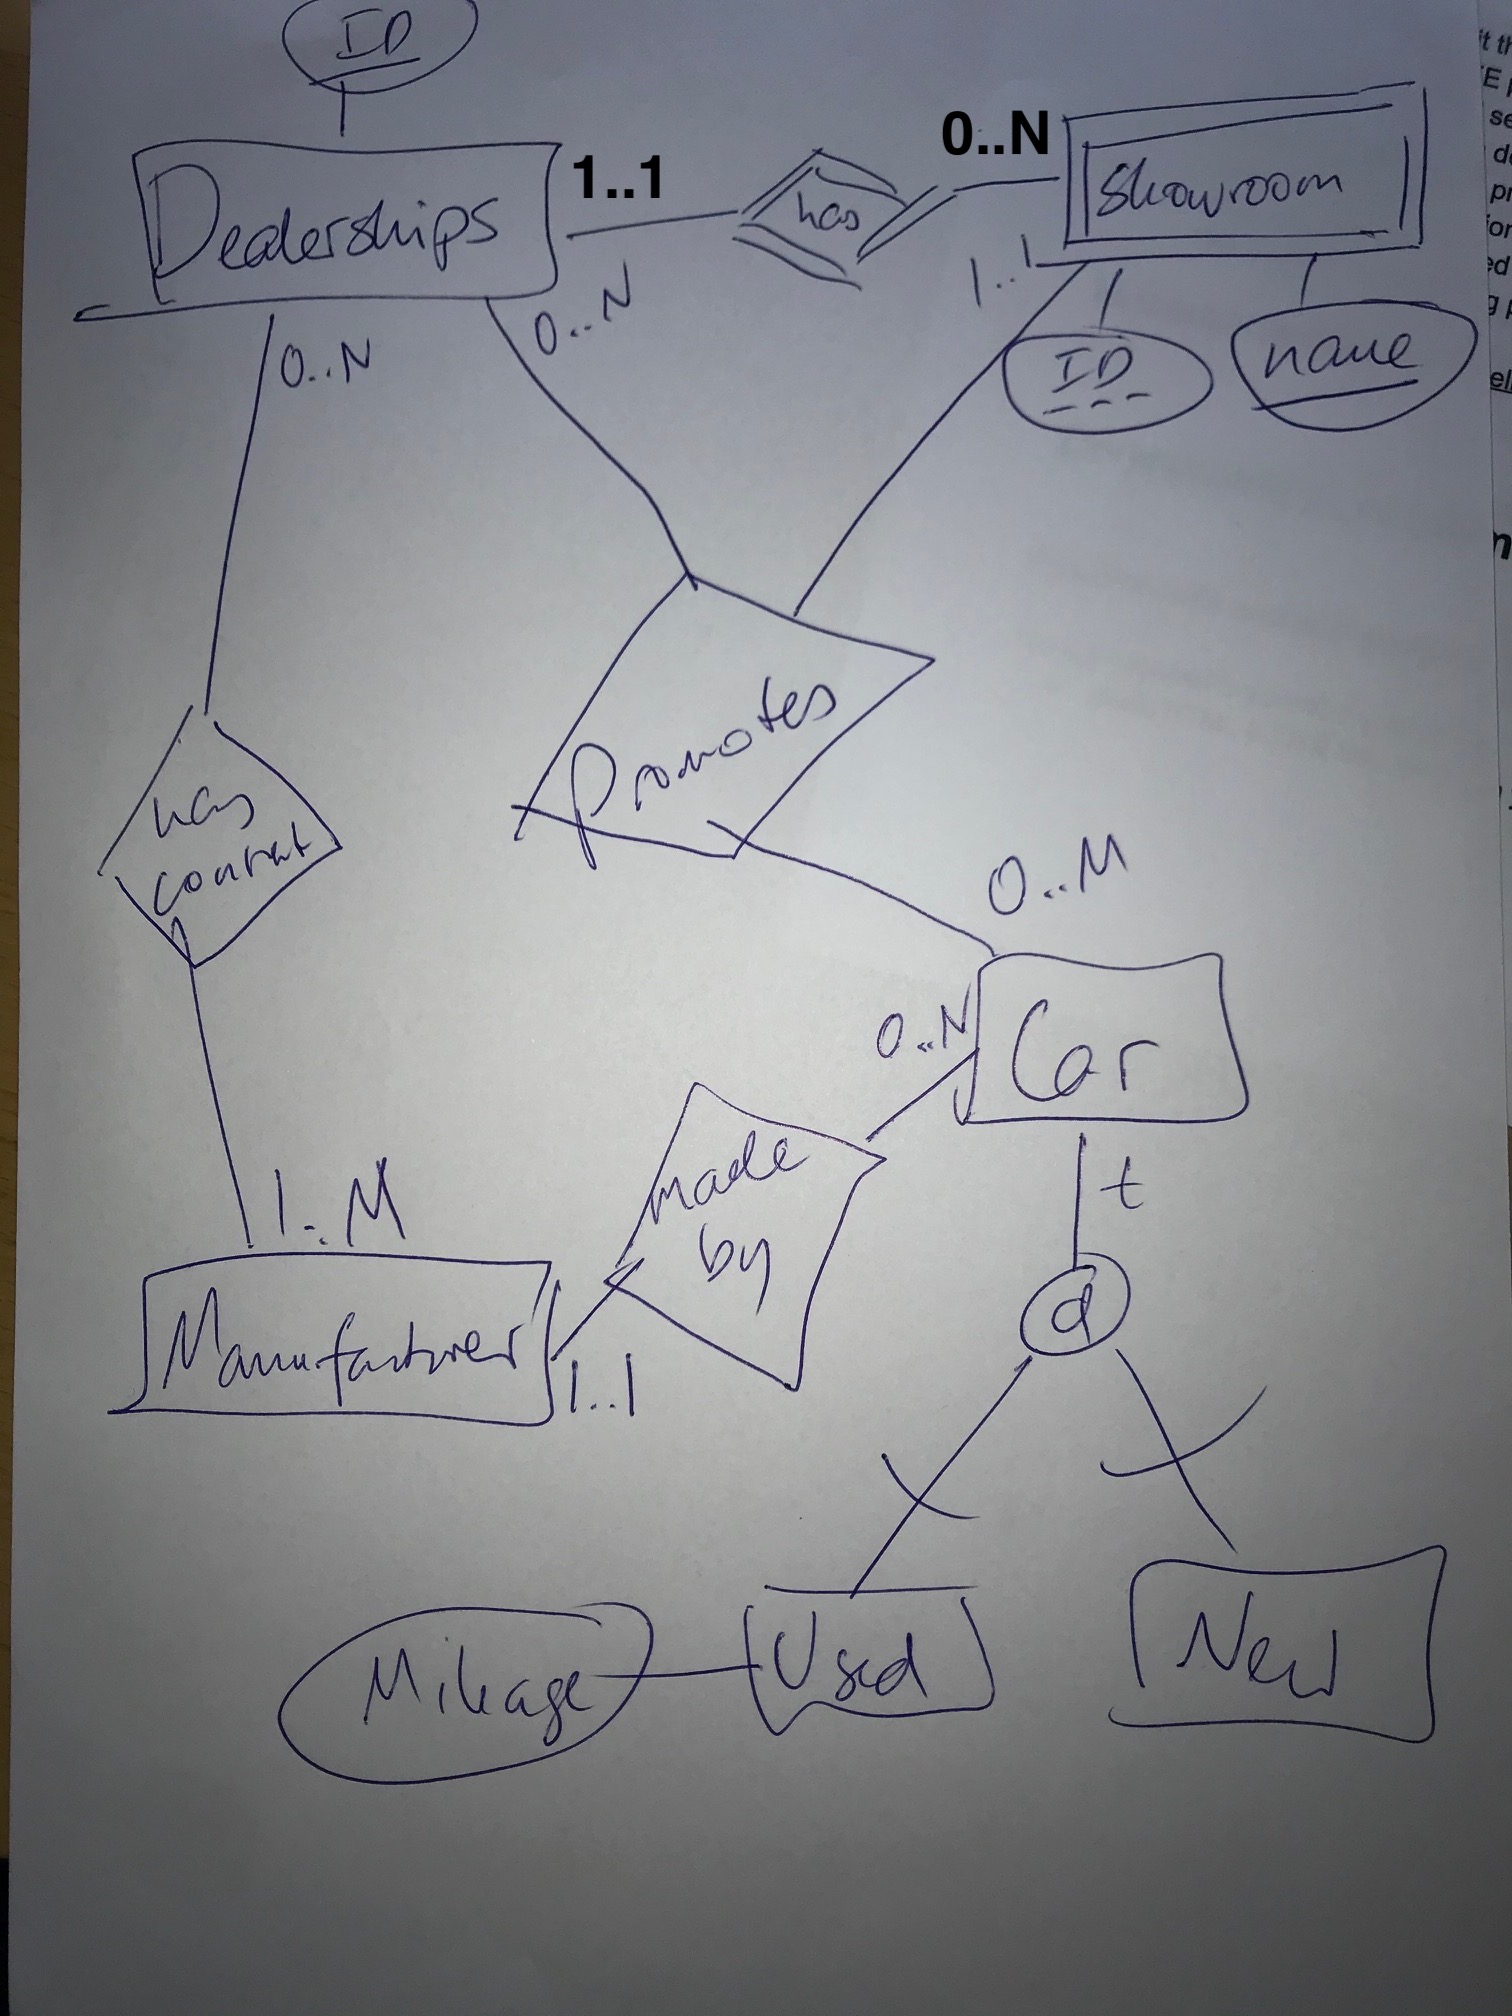 ID
Dealerships
1..1
has
0..N
Showroom
0..N
0..N
1..1
ID
name
Promotes
has
0..M
0..N
Car
made
by
t
1..M
Manufacturer
1..1
d
Mileage
Used
New